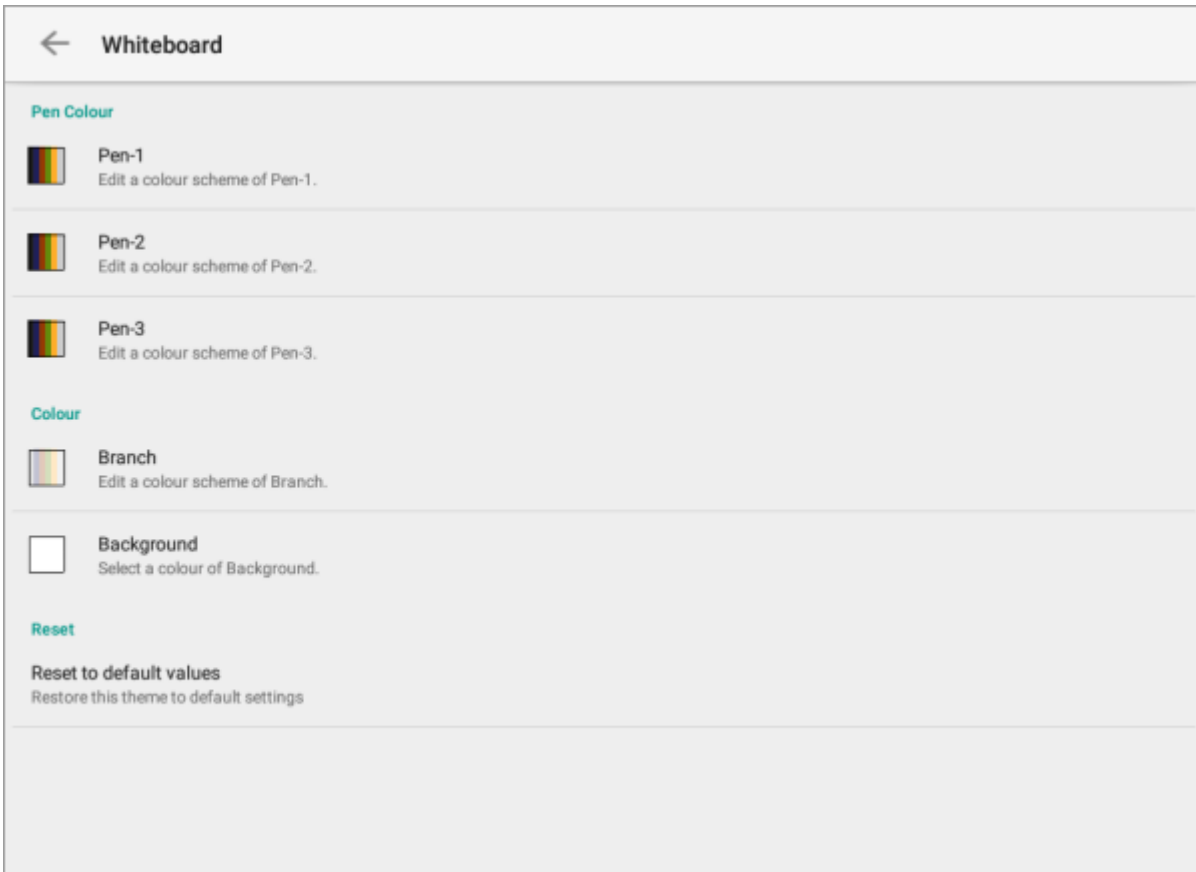 Whiteboard
Pen Colour
Pen-1
Edit a colour scheme of Pen-1.
Pen-2
Edit a colour scheme of Pen-2.
Pen-3
Edit a colour scheme of Pen-3.
Colour
Branch
Edit a colour scheme of Branch.
Background
Select a colour of Background.
Reset
Reset to default values
Restore this theme to default settings